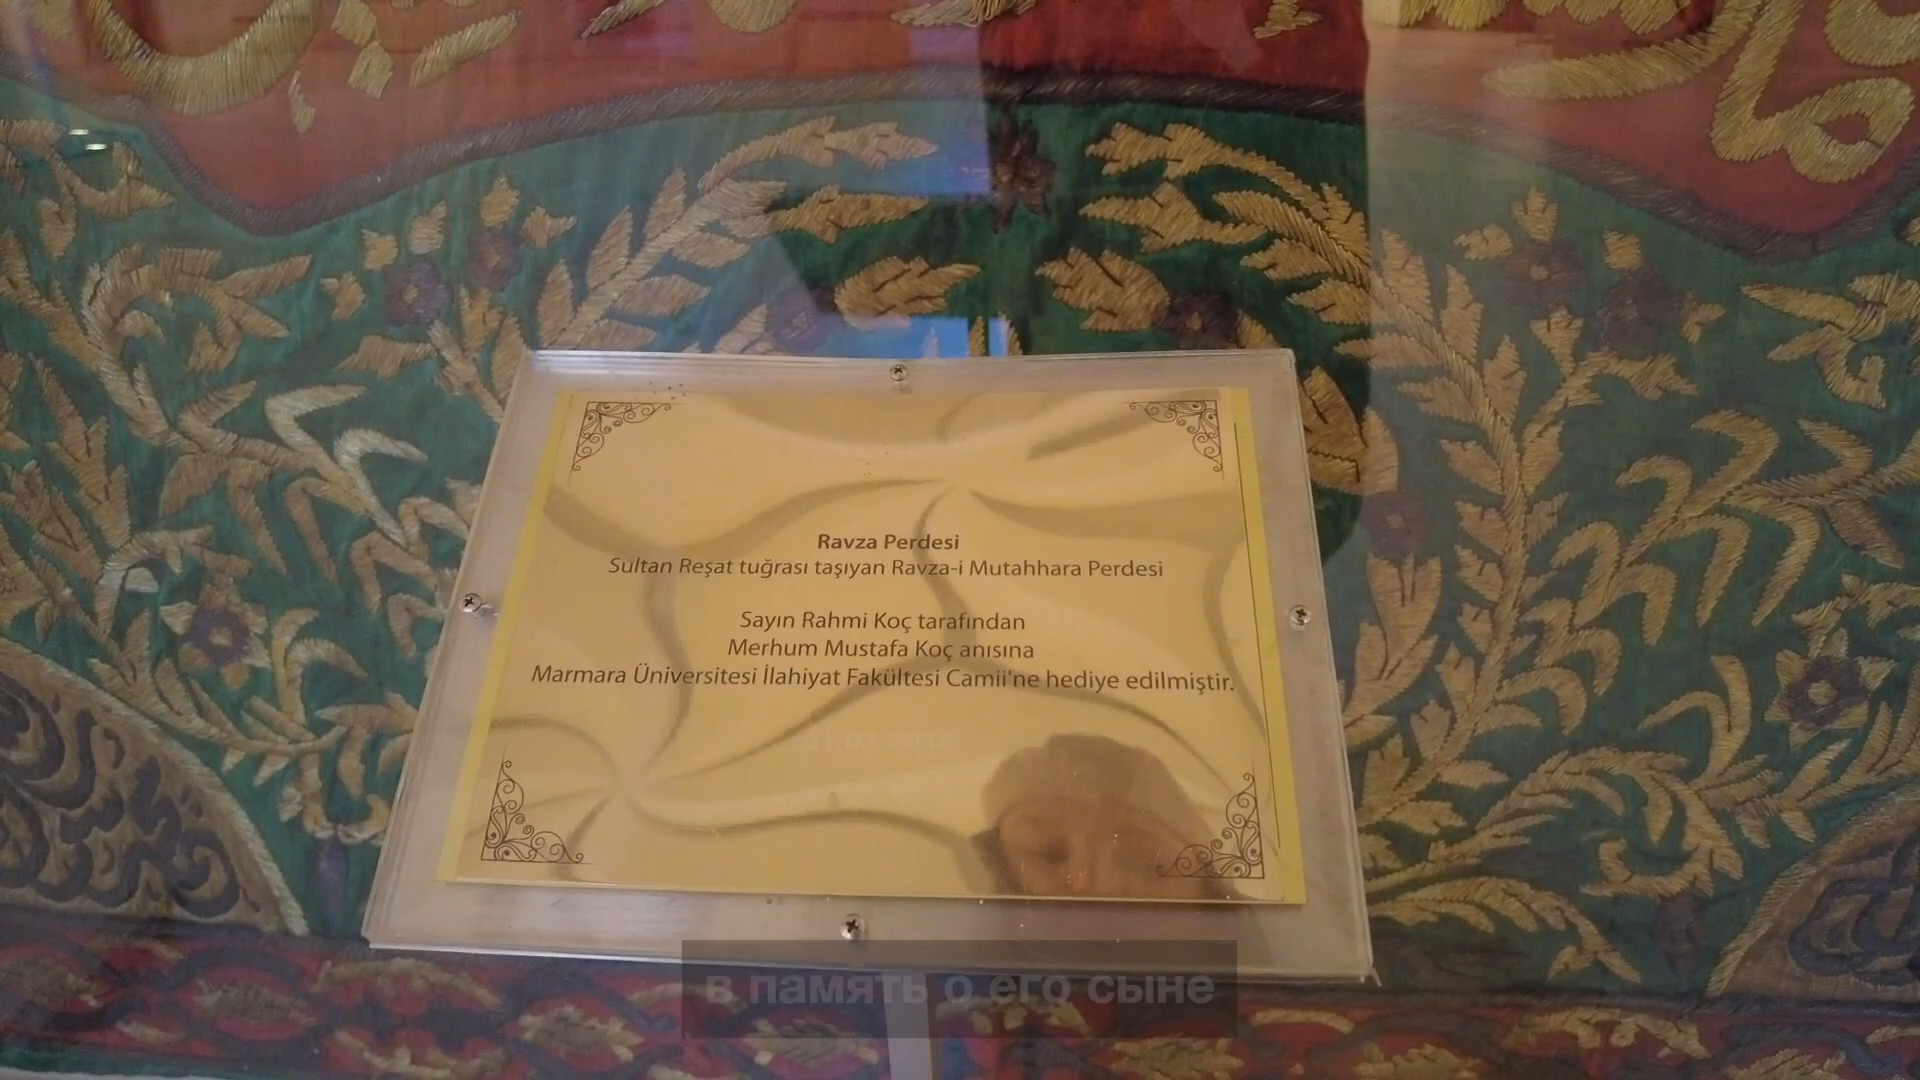 Ravza Perdesi
Sultan Reşat tuğrası taşıyan Ravza-i Mutahhara Perdesi
Sayın Rahmi Koç tarafından
Merhum Mustafa Koç anısına
Marmara Üniversitesi İlahiyat Fakültesi Camii'ne hediye edilmiştir.
в память о его сыне